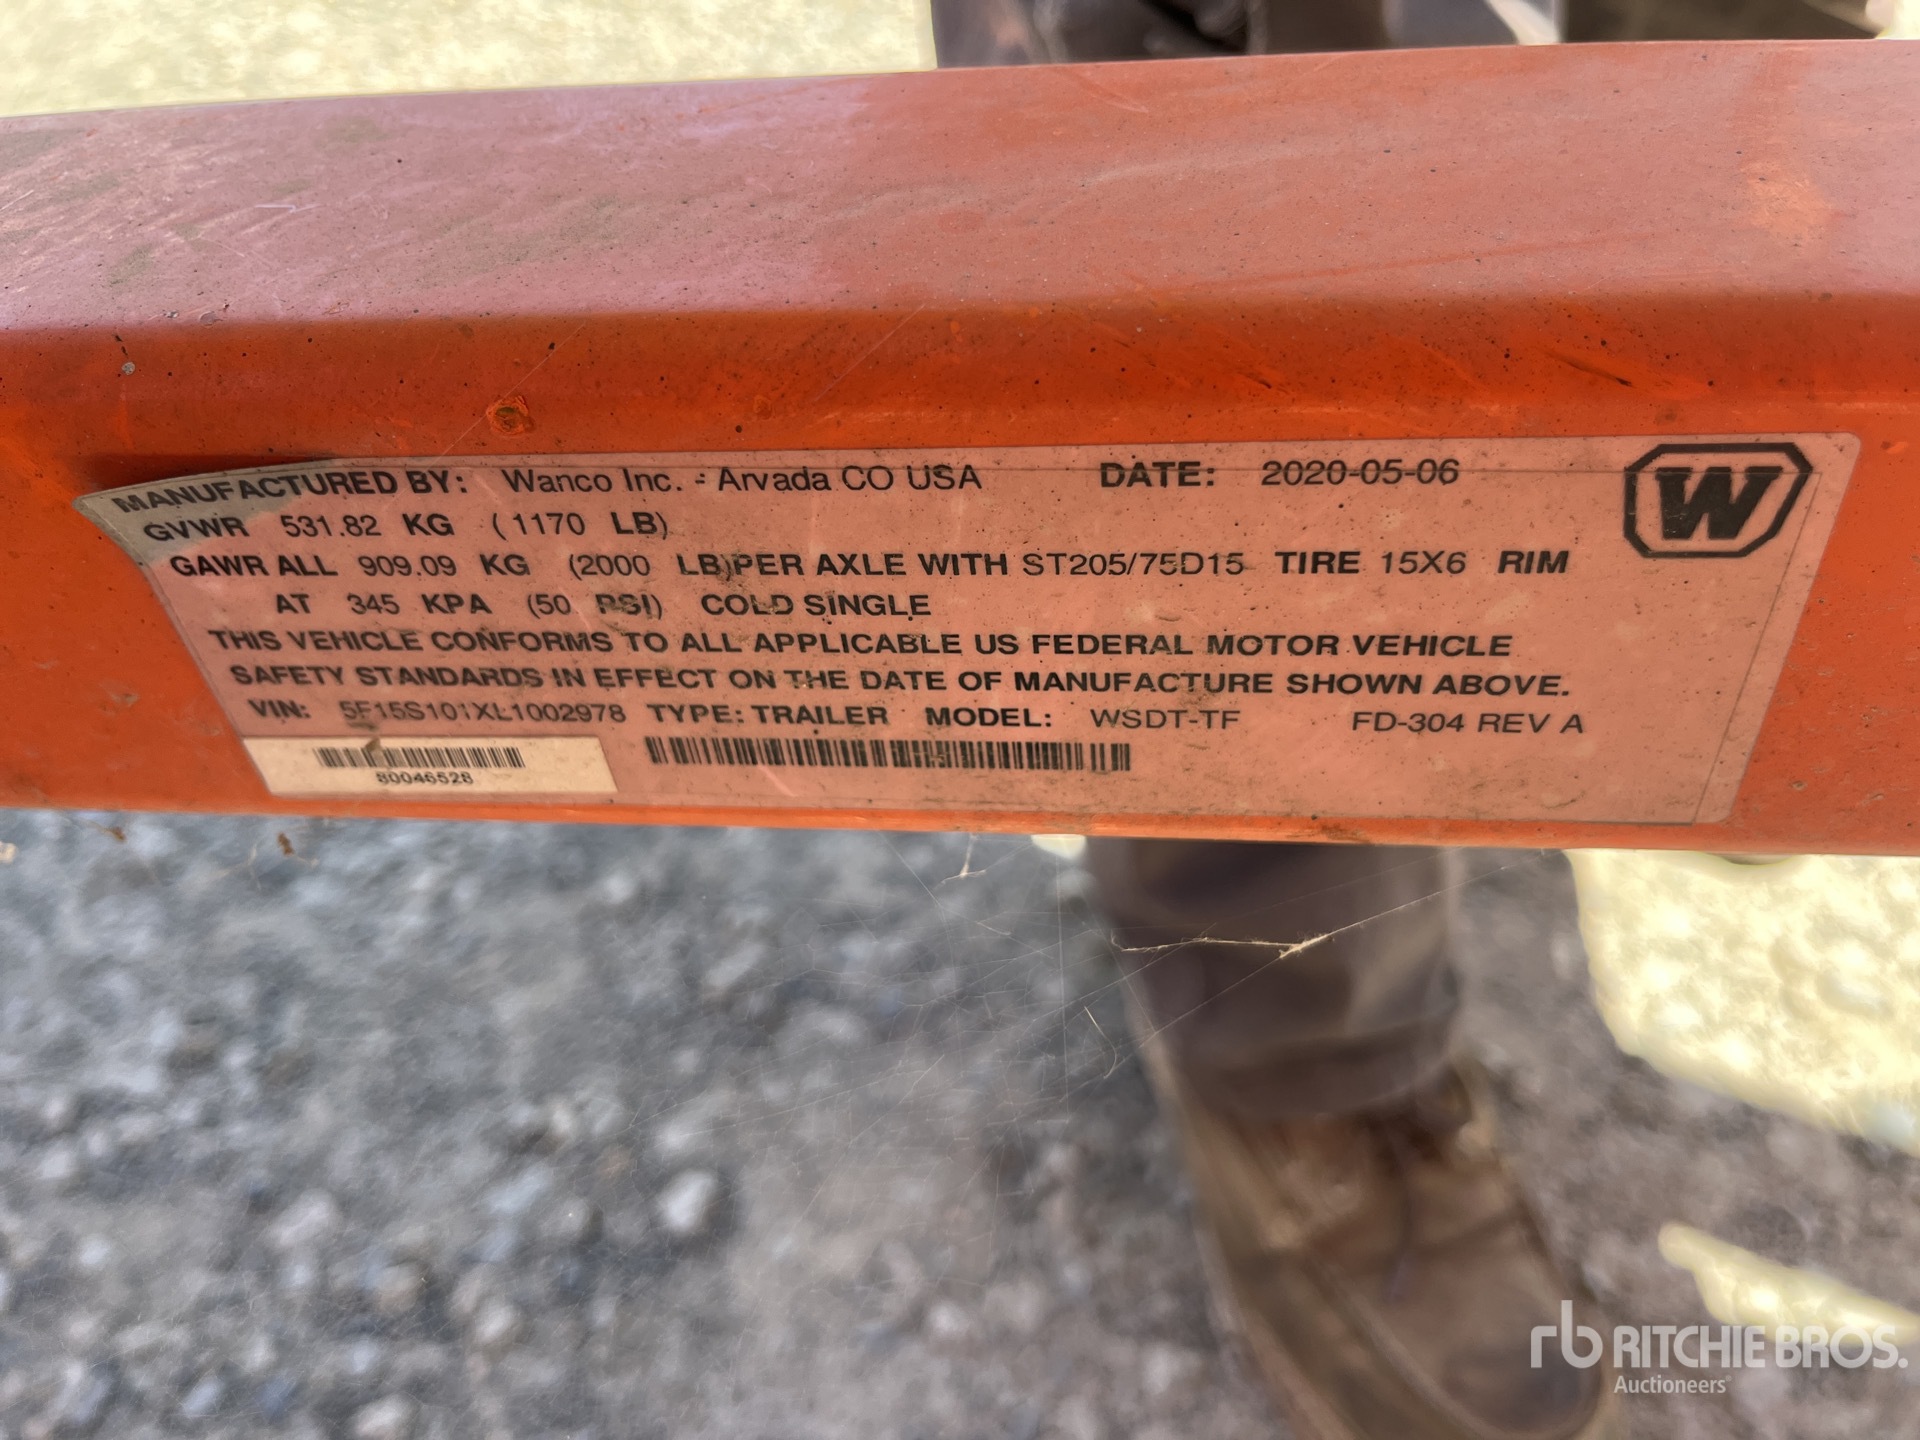 MANUFACTURED BY: Wanco Inc. - Arvada CO USA DATE: 2020-05-06
W
GVWR 531.82 KG (1170 LB)
GAWR ALL 909.09 KG (2000 LB)PER AXLE WITH ST205/75D15 TIRE 15X6 RIM
AT 345 KPA (50 PSI) COLD SINGLE
THIS VEHICLE CONFORMS TO ALL APPLICABLE US FEDERAL MOTOR VEHICLE
SAFETY STANDARDS IN EFFECT ON THE DATE OF MANUFACTURE SHOWN ABOVE.
VIN: 5F15S101XL1002978 TYPE: TRAILER MODEL: WSDT-TF FD-304 REV A
80046528
rb RITCHIE BROS.
Auctioneers